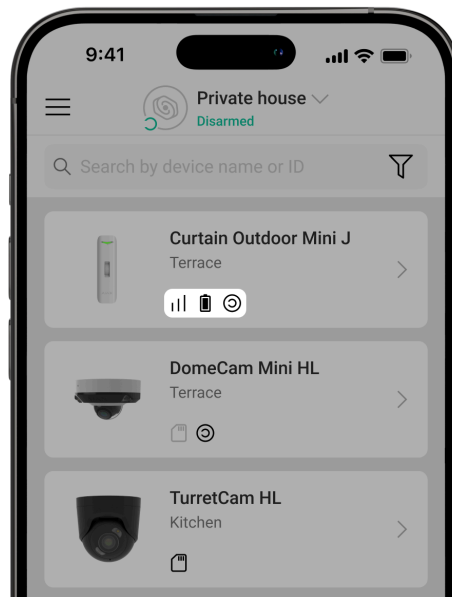 9:41
Private house
Disarmed
Search by device name or ID
Curtain Outdoor Mini J
Terrace
DomeCam Mini HL
Terrace
TurretCam HL
Kitchen